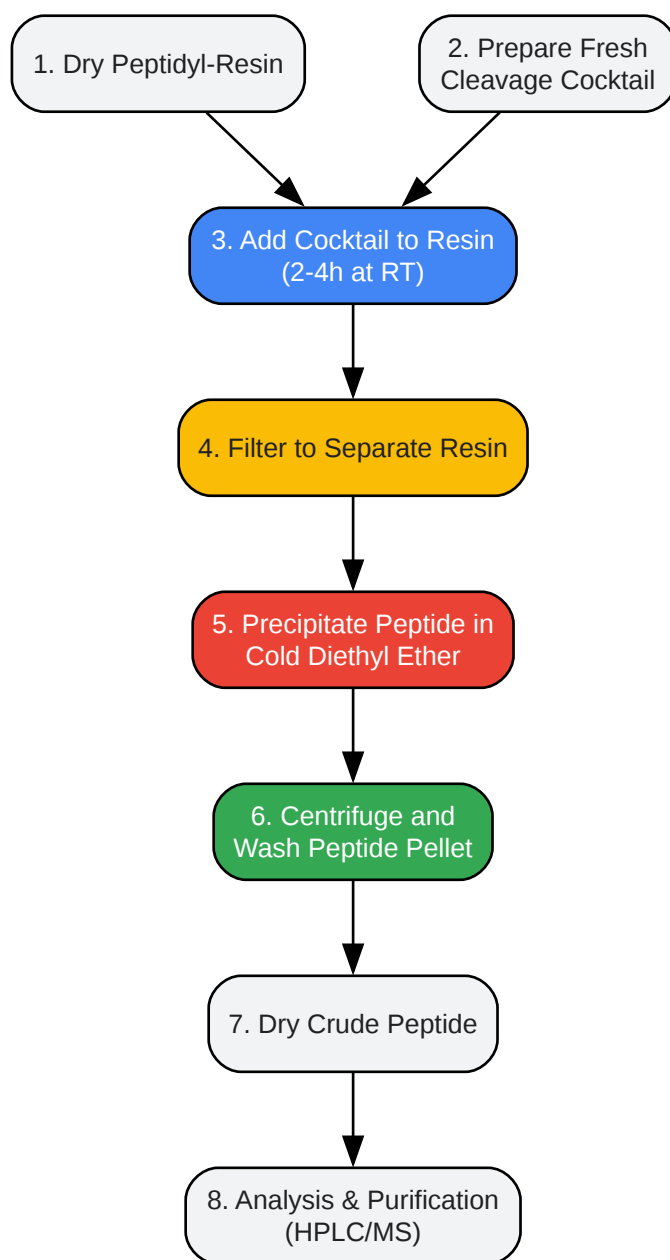 1. Dry Peptidyl-Resin
2. Prepare Fresh
Cleavage Cocktail
3. Add Cocktail to Resin
(2-4h at RT)
4. Filter to Separate Resin
5. Precipitate Peptide in
Cold Diethyl Ether
6. Centrifuge and
Wash Peptide Pellet
7. Dry Crude Peptide
8. Analysis & Purification
(HPLC/MS)